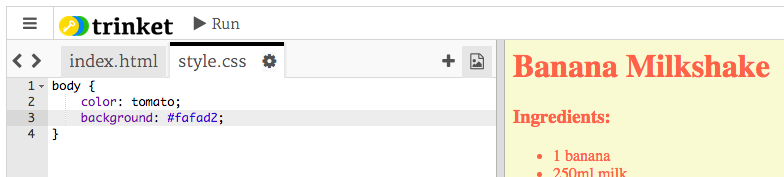 trinket Run
index.html style.css
1 body {
2 color: tomato;
3 background: #fafad2;
4 }
Banana Milkshake
Ingredients:
• 1 banana
• 250ml milk